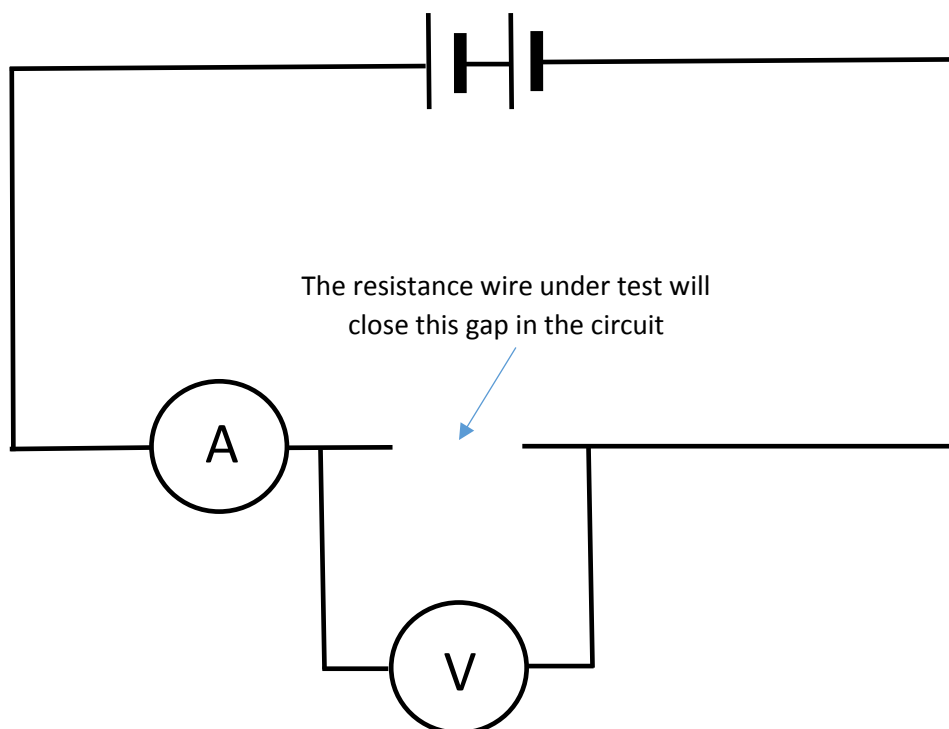 The resistance wire under test will
close this gap in the circuit
A
V